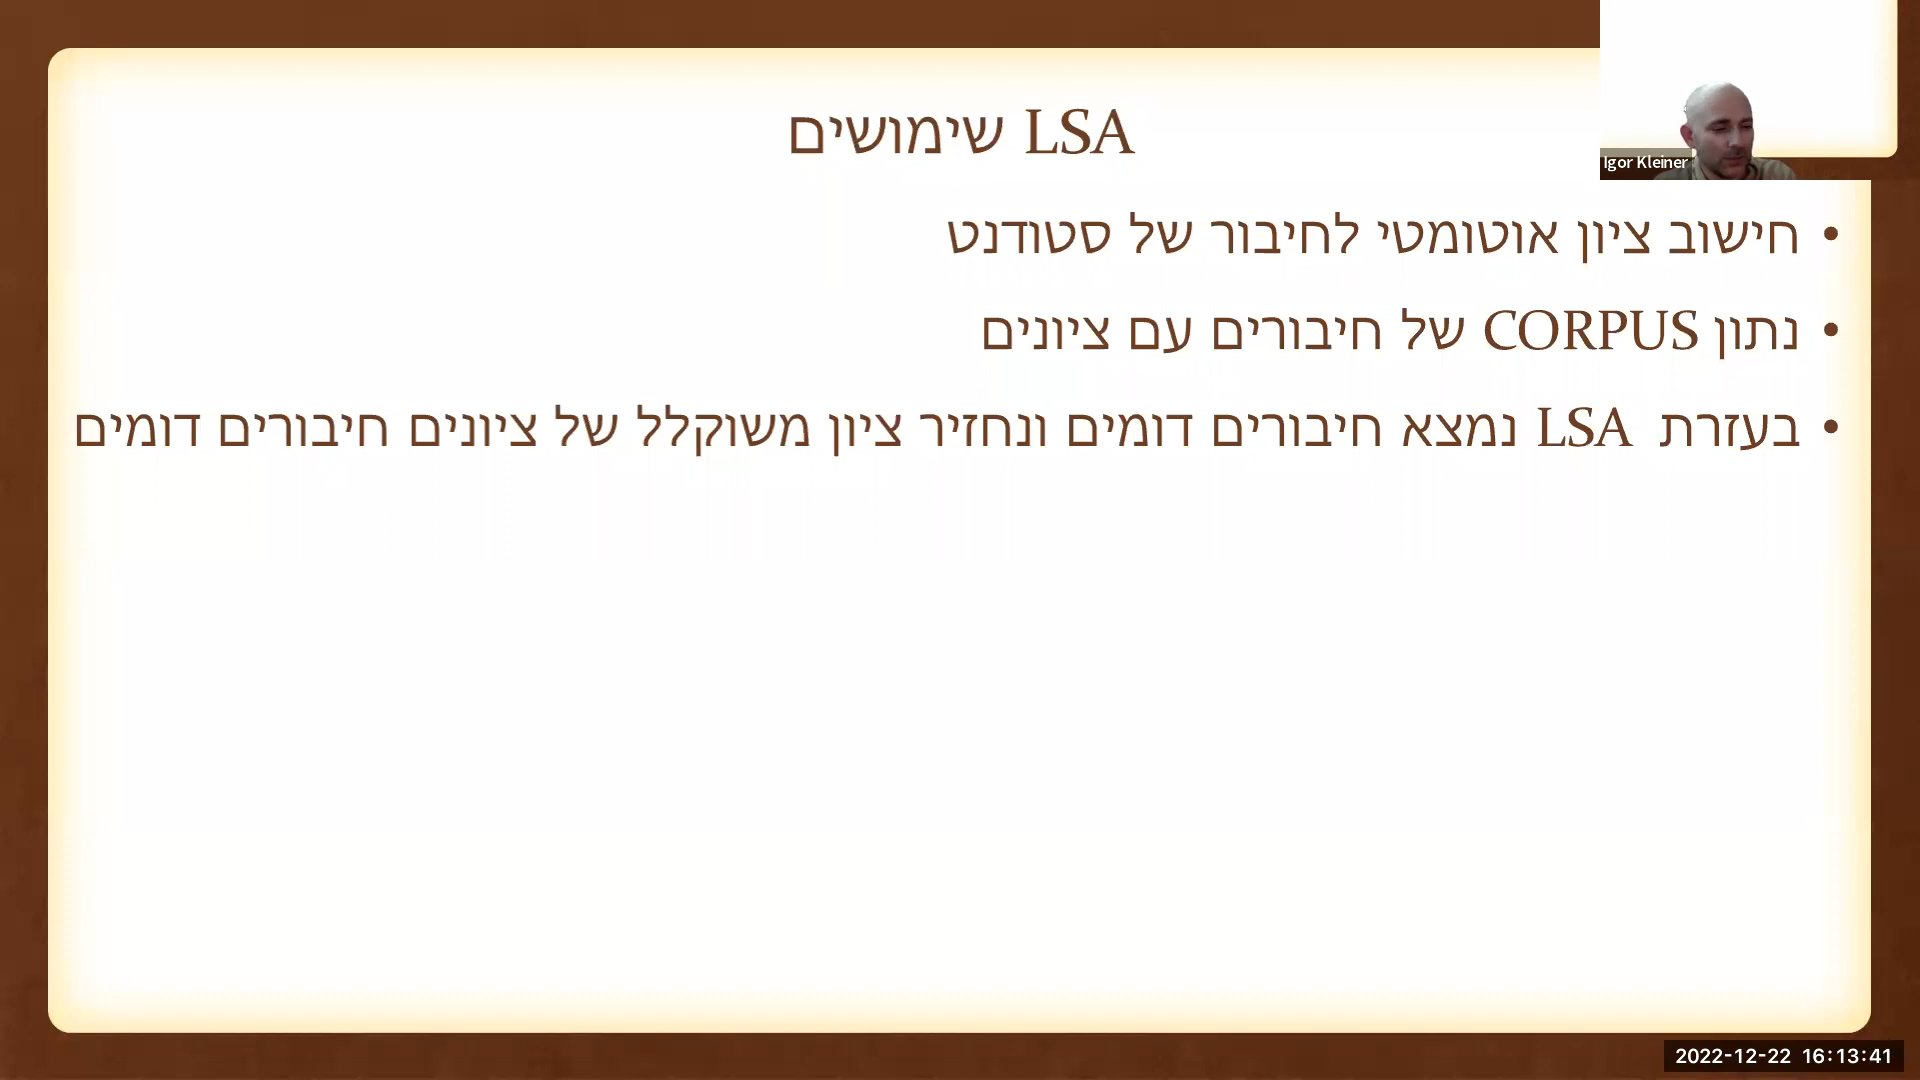 LSA שימושים
Igor Kleiner
• חישוב ציון אוטומטי לחיבור של סטודנט
• נתון CORPUS של חיבורים עם ציונים
• בעזרת LSA נמצא חיבורים דומים ונחזיר ציון משוקלל של ציונים חיבורים דומים
2022-12-22 16:13:41